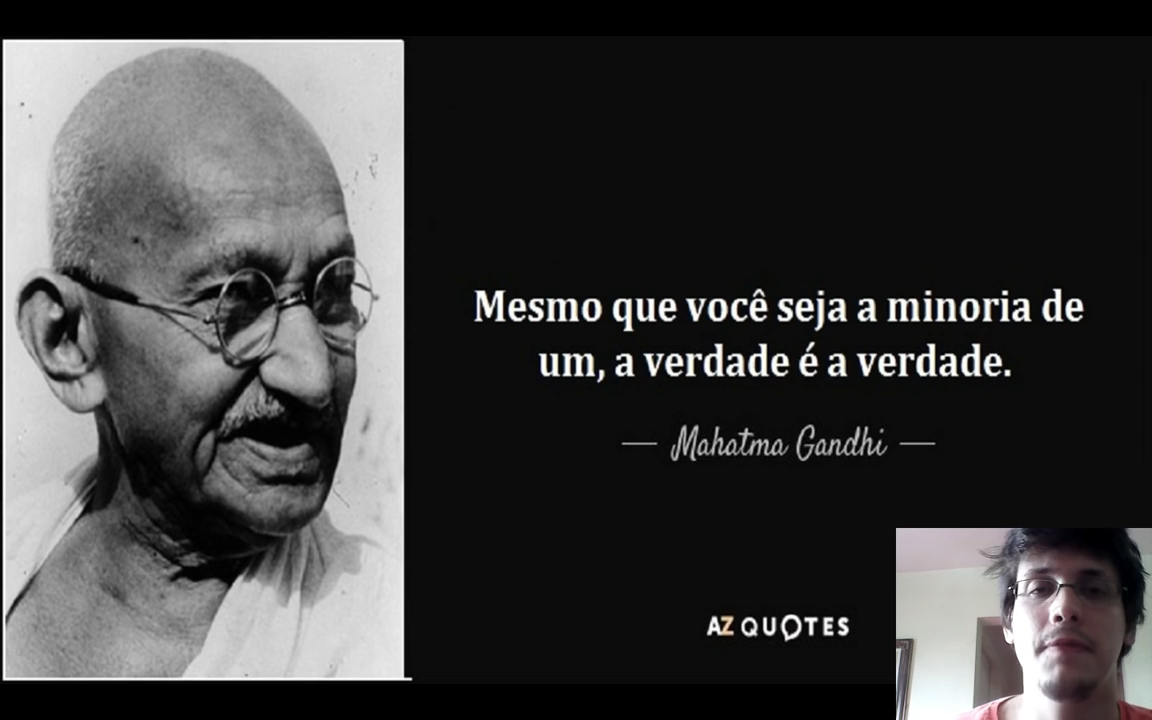 Mesmo que você seja a minoria de
um, a verdade é a verdade.
— Mahatma Gandhi —
AZ QUOTES